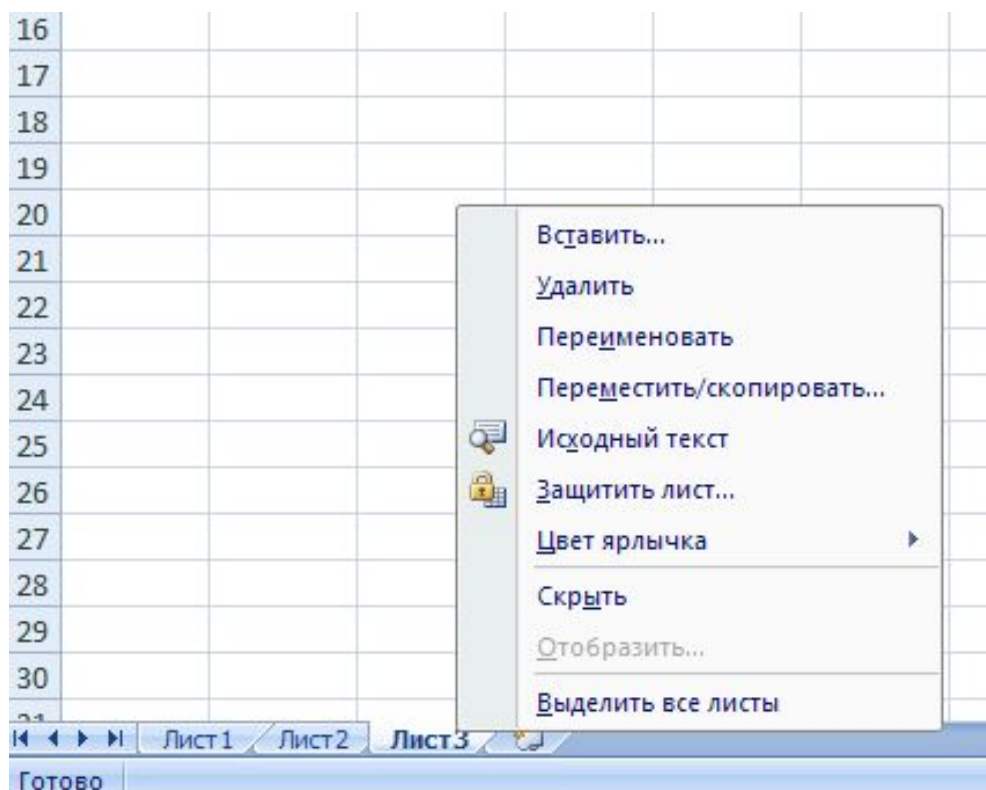 16
17
18
19
20
Вставить...
21
Удалить
22
Переименовать
23
Переместить/скопировать...
24
25
Исходный текст
26
Защитить лист...
27
Цвет ярлычка
28
Скрыть
29
Отобразить...
30
Выделить все листы
31
Лист1 Лист2 Лист3
Готово